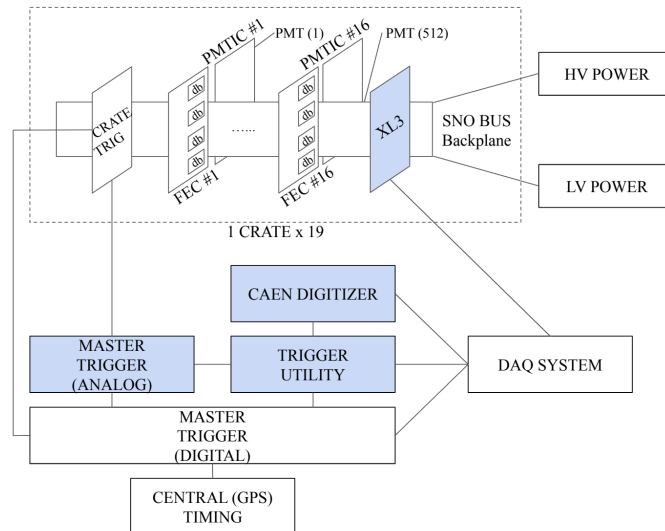 PMTIC #1
PMT (1)
PMTIC #16
PMT (512)
HV POWER
CRATE
TRIG
db
db
db
db
......
db
db
db
db
XL3
SNO BUS
Backplane
FEC #1
FEC #16
LV POWER
1 CRATE x 19
CAEN DIGITIZER
MASTER
TRIGGER
(ANALOG)
TRIGGER
UTILITY
DAQ SYSTEM
MASTER
TRIGGER
(DIGITAL)
CENTRAL (GPS)
TIMING